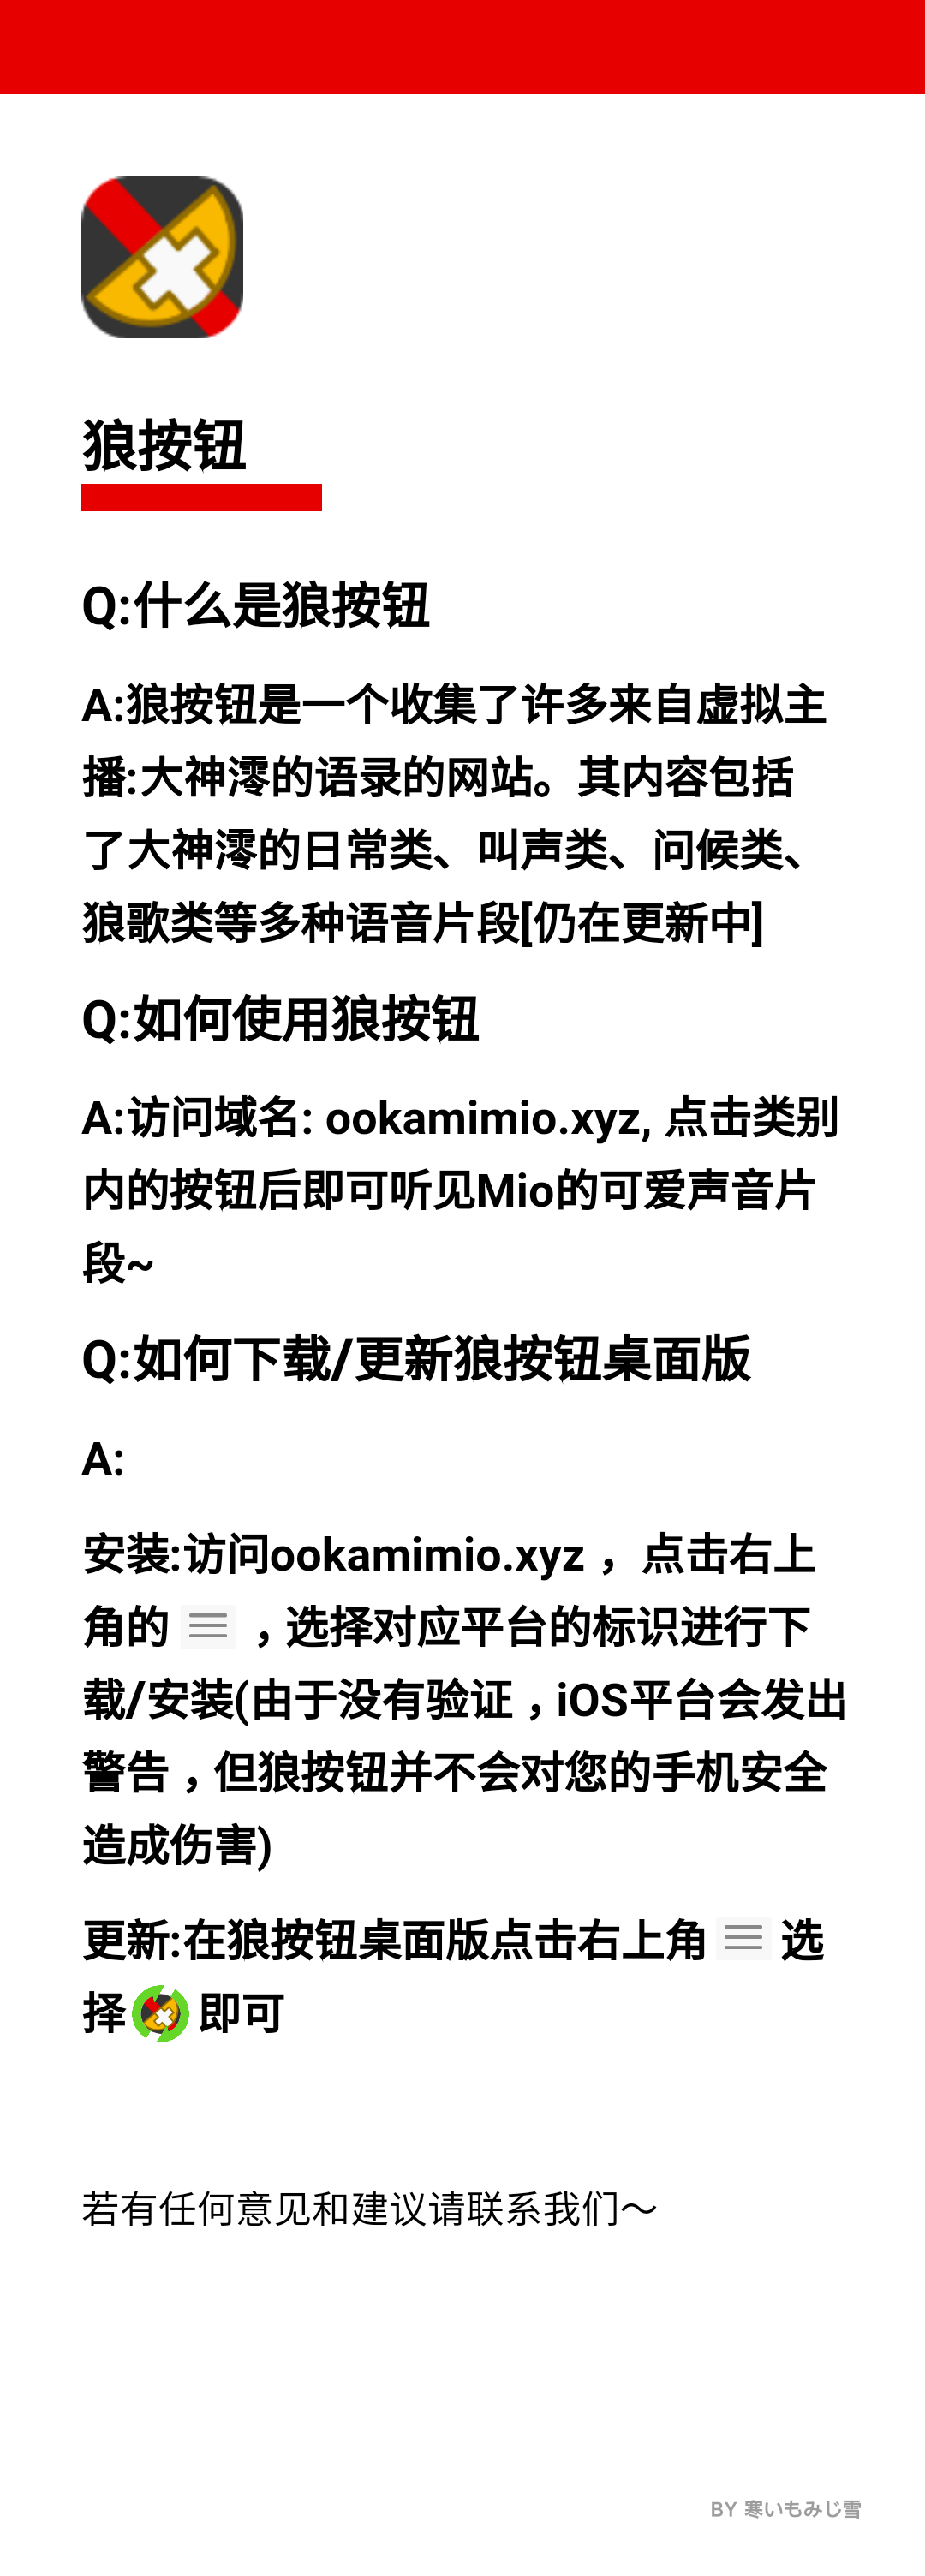 狼按钮
Q:什么是狼按钮
A:狼按钮是一个收集了许多来自虚拟主
播:大神澪的语录的网站。其内容包括
了大神澪的日常类、叫声类、问候类、
狼歌类等多种语音片段[仍在更新中]
Q:如何使用狼按钮
A:访问域名: ookamimio.xyz, 点击类别
内的按钮后即可听见Mio的可爱声音片
段~
Q:如何下载/更新狼按钮桌面版
A:
安装:访问ookamimio.xyz ，点击右上
角的 ，选择对应平台的标识进行下
载/安装(由于没有验证，iOS平台会发出
警告，但狼按钮并不会对您的手机安全
造成伤害)
更新:在狼按钮桌面版点击右上角 选
择 即可
若有任何意见和建议请联系我们～
BY 寒いもみじ雪